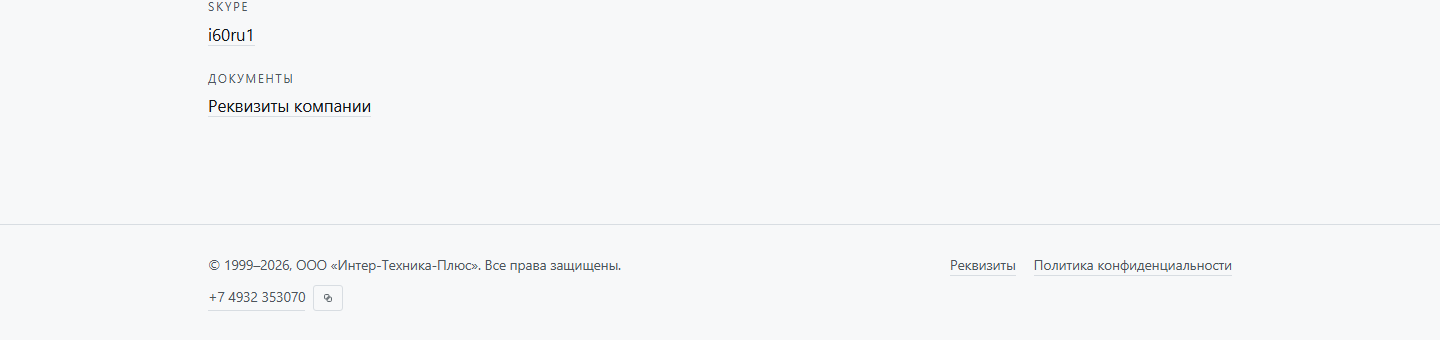 SKYPE
i60ru1
ДОКУМЕНТЫ
Реквизиты компании
© 1999–2026, ООО «Интер-Техника-Плюс». Все права защищены.
Реквизиты Политика конфиденциальности
+7 4932 353070